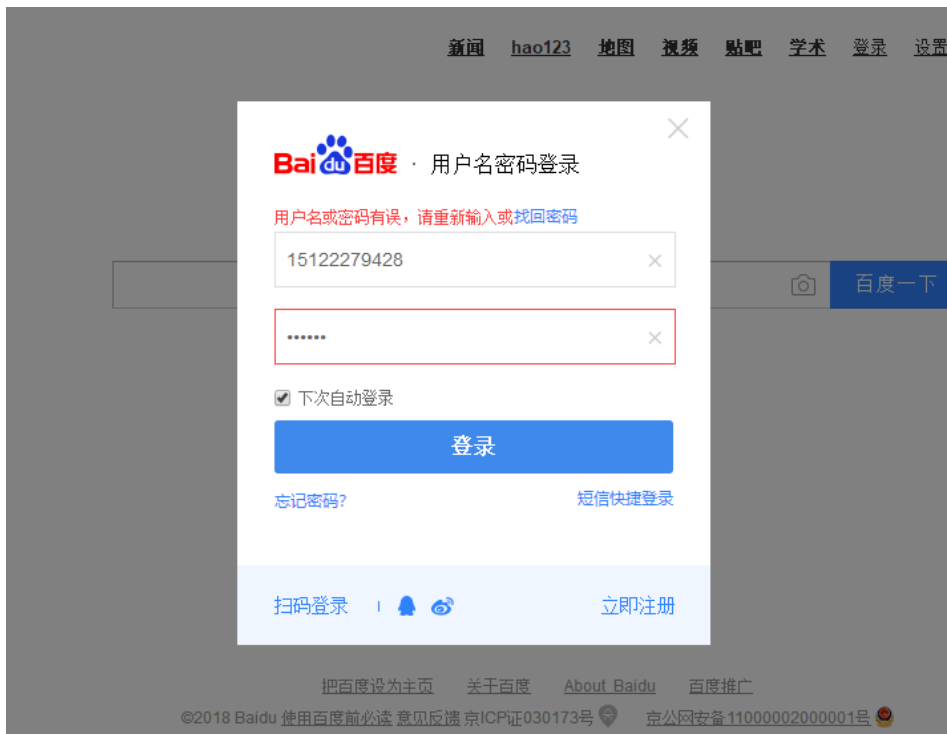 新闻 hao123 地图 视频 贴吧 学术 登录 设置
Bai du 百度 · 用户名密码登录
用户名或密码有误，请重新输入或找回密码
15122279428
百度一下
••••••
下次自动登录
登录
忘记密码? 短信快捷登录
扫码登录 立即注册
把百度设为主页 关于百度 About Baidu 百度推广
©2018 Baidu 使用百度前必读 意见反馈 京ICP证030173号 京公网安备11000002000001号